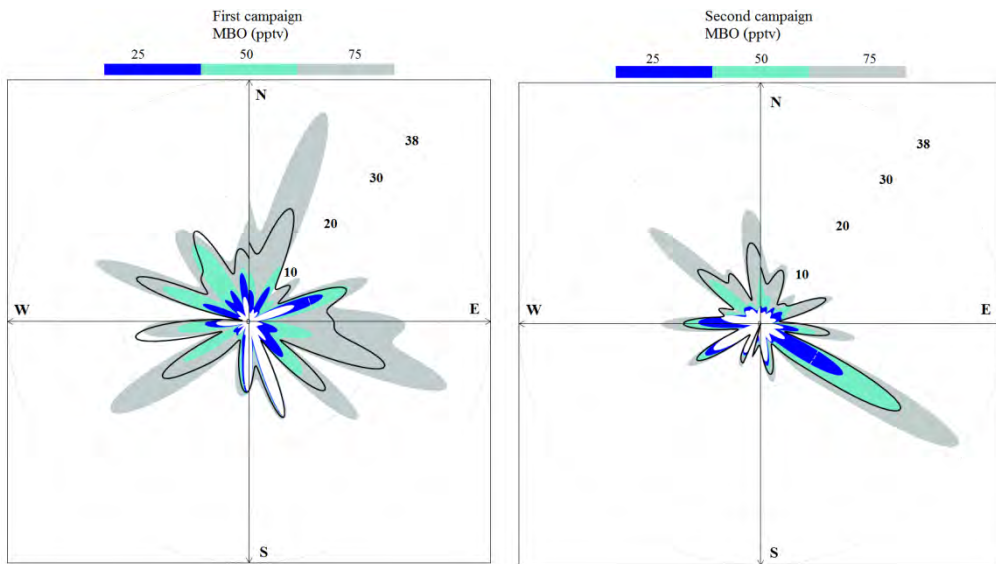 First campaign
MBO (pptv)
25 50 75
N
38
30
20
10
W
E
S
Second campaign
MBO (pptv)
25 50 75
N
38
30
20
10
W
E
S